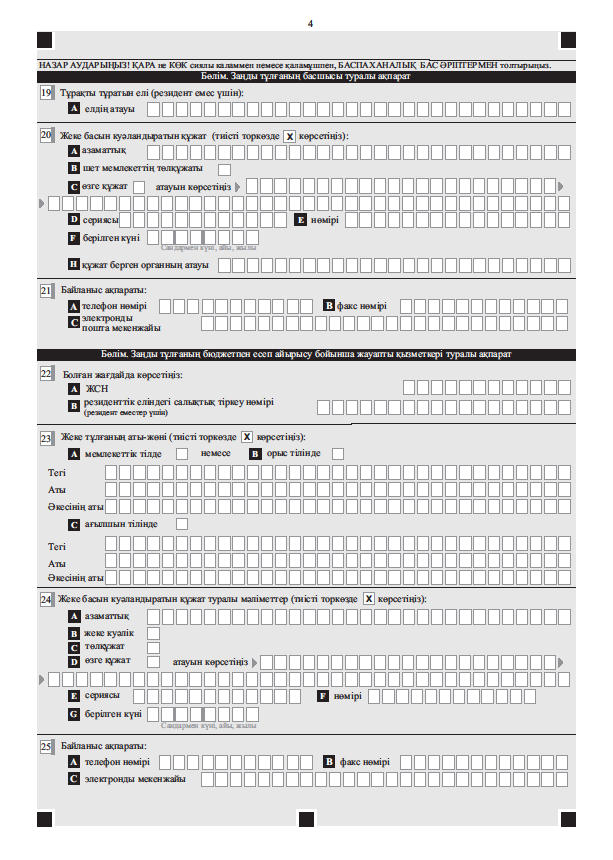 4
НАЗАР АУДАРЫҢЫЗ! ҚАРА не КӨК сиялы қаламмен немесе қаламұшпен, БАСПАХАНАЛЫҚ БАС ӘРІПТЕРМЕН толтырыңыз.
Бөлім. Заңды тұлғаның басшысы туралы ақпарат
19 Тұрақты тұратын елі (резидент емес үшін):
A елдің атауы
20 Жеке басын куәландыратын құжат (тиісті торкөзде X көрсетіңіз):
A азаматтық
B шет мемлекеттің төлқұжаты
C өзге құжат атауын көрсетіңіз
D сериясы E нөмірі
F берілген күні
Сандармен күні, айы, жылы
H құжат берген органның атауы
21 Байланыс ақпараты:
A телефон нөмірі B факс нөмірі
C электронды
пошта мекенжайы
Бөлім. Заңды тұлғаның бюджетпен есеп айырысу бойынша жауапты қызметкері туралы ақпарат
22 Болған жағдайда көрсетіңіз:
A ЖСН
B резиденттік еліндегі салықтық тіркеу нөмірі
(резидент еместер үшін)
23 Жеке тұлғаның аты-жөні (тиісті торкөзде X көрсетіңіз):
A мемлекеттік тілде немесе B орыс тілінде
Тегі
Аты
Әкесінің аты
C ағылшын тілінде
Тегі
Аты
Әкесінің аты
24 Жеке басын куәландыратын құжат туралы мәліметтер (тиісті торкөзде X көрсетіңіз):
A азаматтық
B жеке куәлік
C төлқұжат
D өзге құжат атауын көрсетіңіз
E сериясы F нөмірі
G берілген күні
Сандармен күні, айы, жылы
25 Байланыс ақпараты:
A телефон нөмірі B факс нөмірі
C электронды мекенжайы